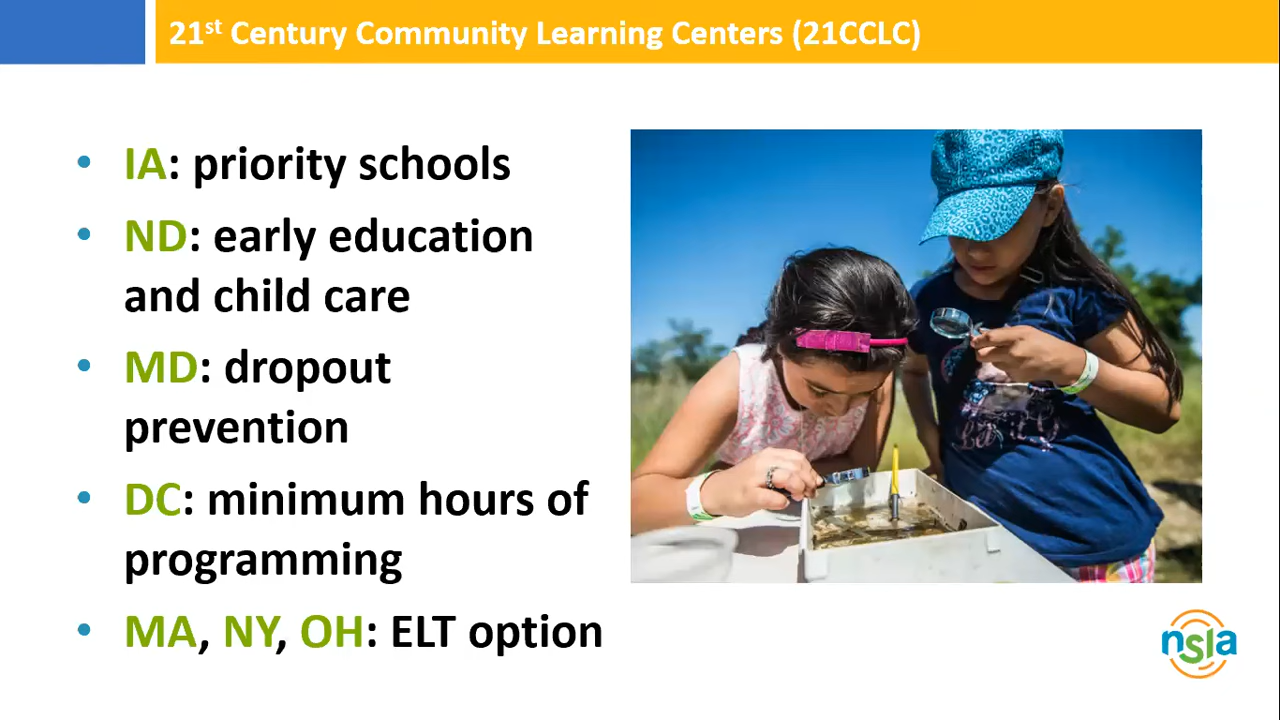 21st Century Community Learning Centers (21CCLC)
• IA: priority schools
• ND: early education
and child care
• MD: dropout
prevention
• DC: minimum hours of
programming
• MA, NY, OH: ELT option
nsla